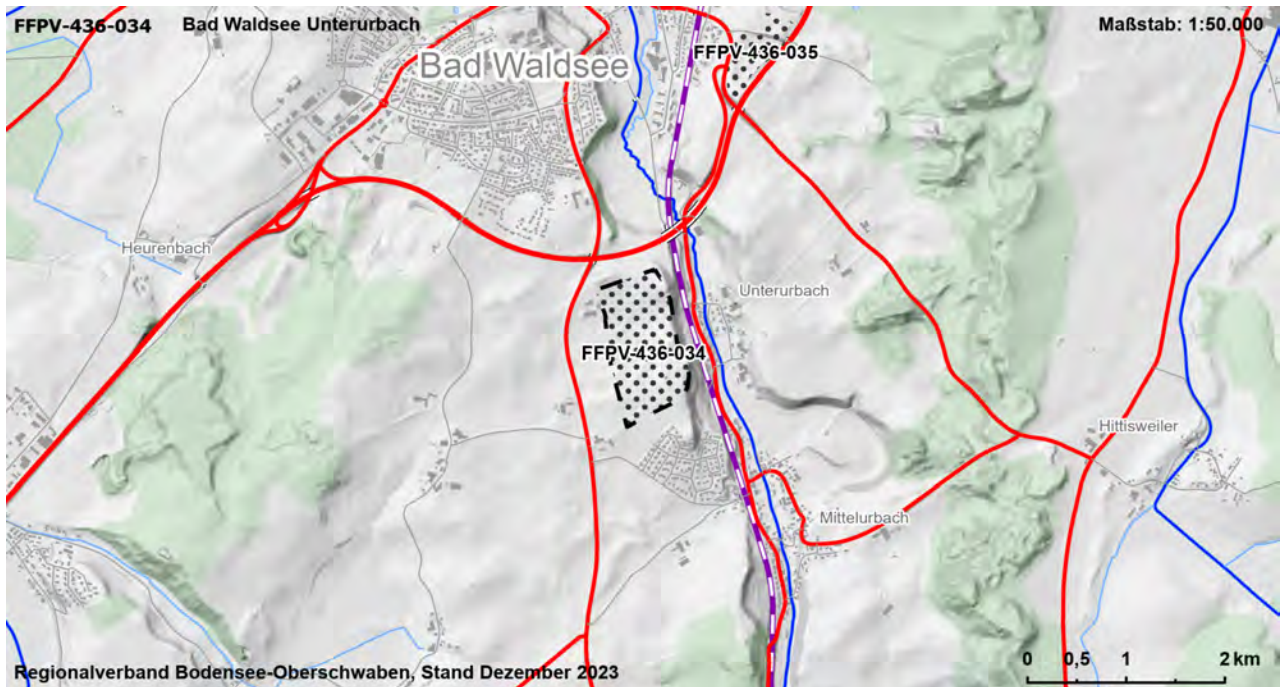 FFPV-436-034 Bad Waldsee Unterurbach
Maßstab: 1:50.000
FFPV-436-035
Bad Waldsee
Heurenbach
Unterurbach
FFPV-436-034
Hittisweiler
Mittelurbach
Regionalverband Bodensee-Oberschwaben, Stand Dezember 2023
0 0,5 1 2 km